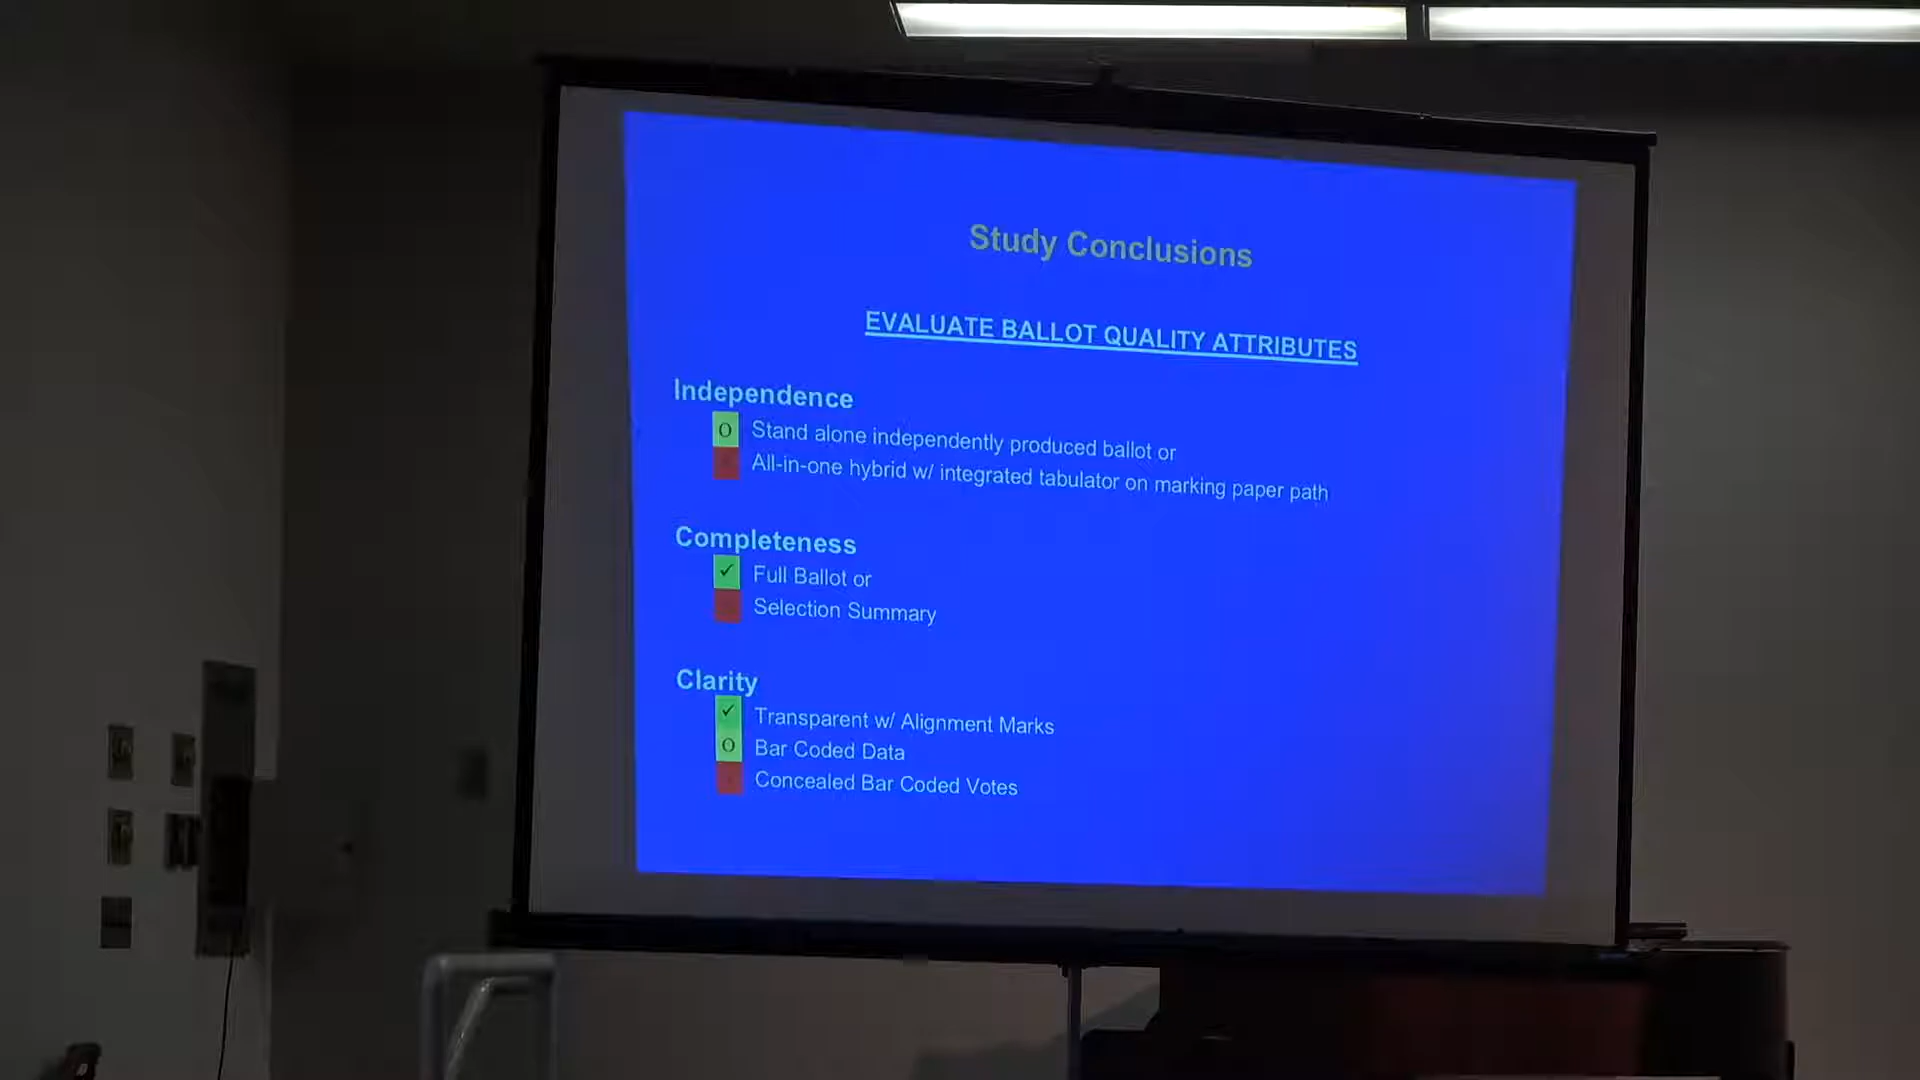 Study Conclusions
EVALUATE BALLOT QUALITY ATTRIBUTES
Independence
O Stand alone independently produced ballot or
All-in-one hybrid w/ integrated tabulator on marking paper path
Completeness
✓ Full Ballot or
Selection Summary
Clarity
✓ Transparent w/ Alignment Marks
O Bar Coded Data
Concealed Bar Coded Votes